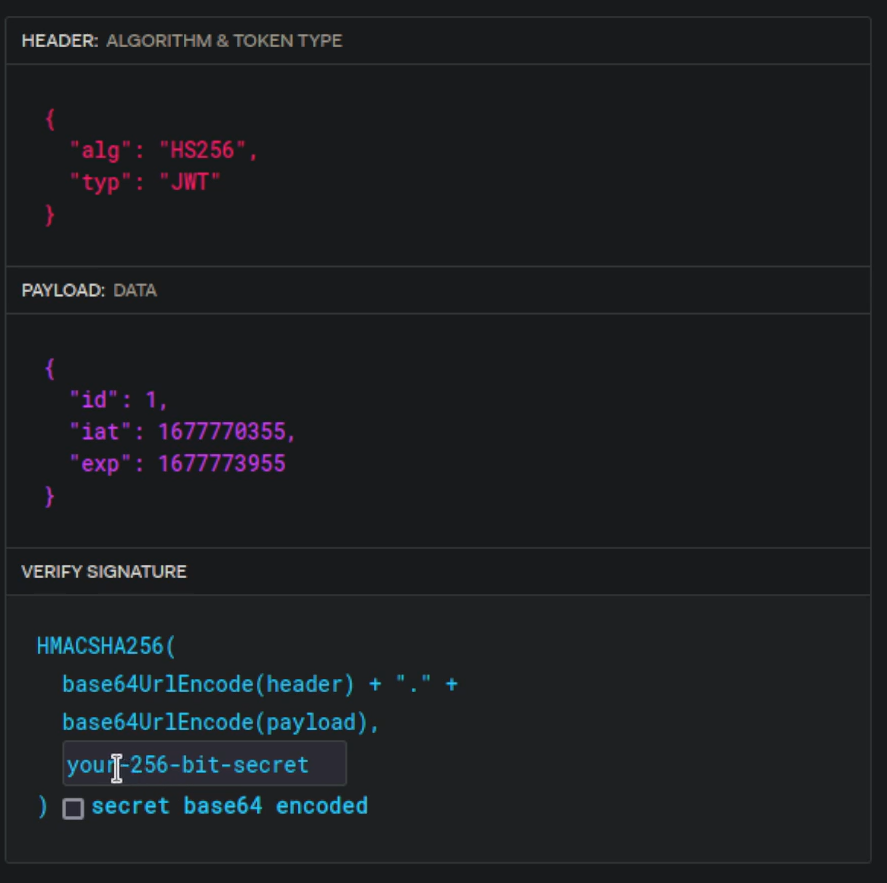 HEADER: ALGORITHM & TOKEN TYPE
{
"alg": "HS256",
"typ": "JWT"
}
PAYLOAD: DATA
{
"id": 1,
"iat": 1677770355,
"exp": 1677773955
}
VERIFY SIGNATURE
HMACSHA256(
base64UrlEncode(header) + "." +
base64UrlEncode(payload),
your-256-bit-secret
) secret base64 encoded